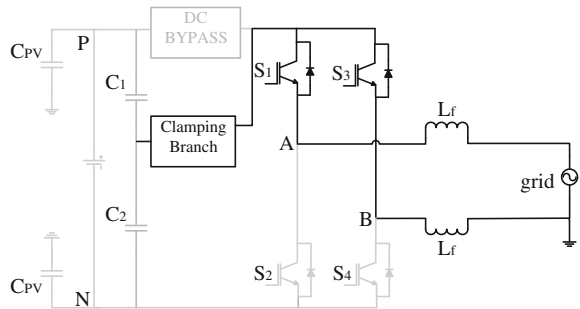 DC
BYPASS
CPV
P
C1
S1
S3
Lf
Clamping
Branch
A
grid
C2
B
Lf
CPV
N
S2
S4